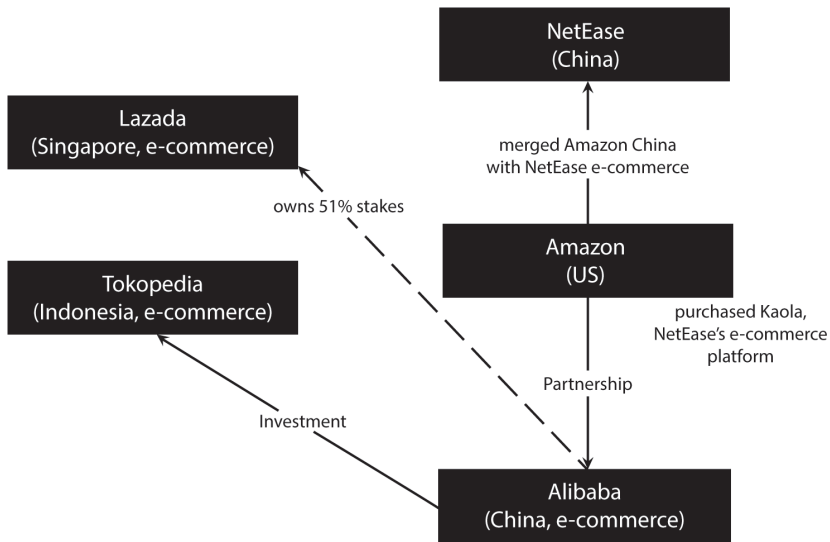 NetEase
(China)
Lazada
(Singapore, e-commerce)
merged Amazon China
with NetEase e-commerce
owns 51% stakes
Amazon
(US)
Tokopedia
(Indonesia, e-commerce)
purchased Kaola,
NetEase’s e-commerce
platform
Partnership
Investment
Alibaba
(China, e-commerce)